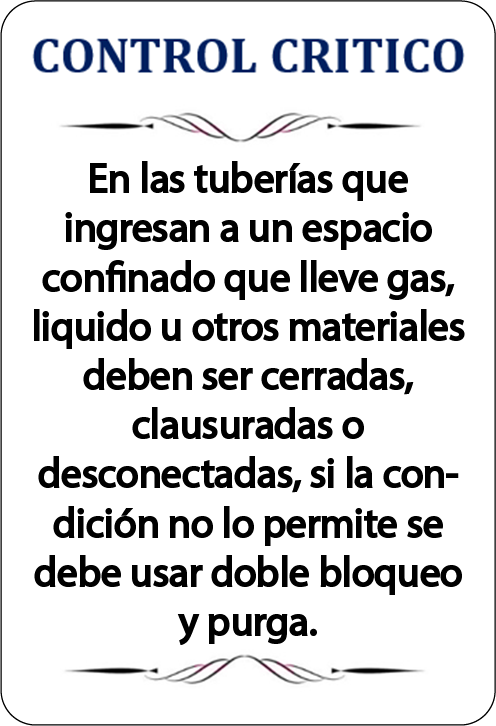 CONTROL CRITICO
En las tuberías que
ingresan a un espacio
confinado que lleve gas,
liquido u otros materiales
deben ser cerradas,
clausuradas o
desconectadas, si la con-
dición no lo permite se
debe usar doble bloqueo
y purga.